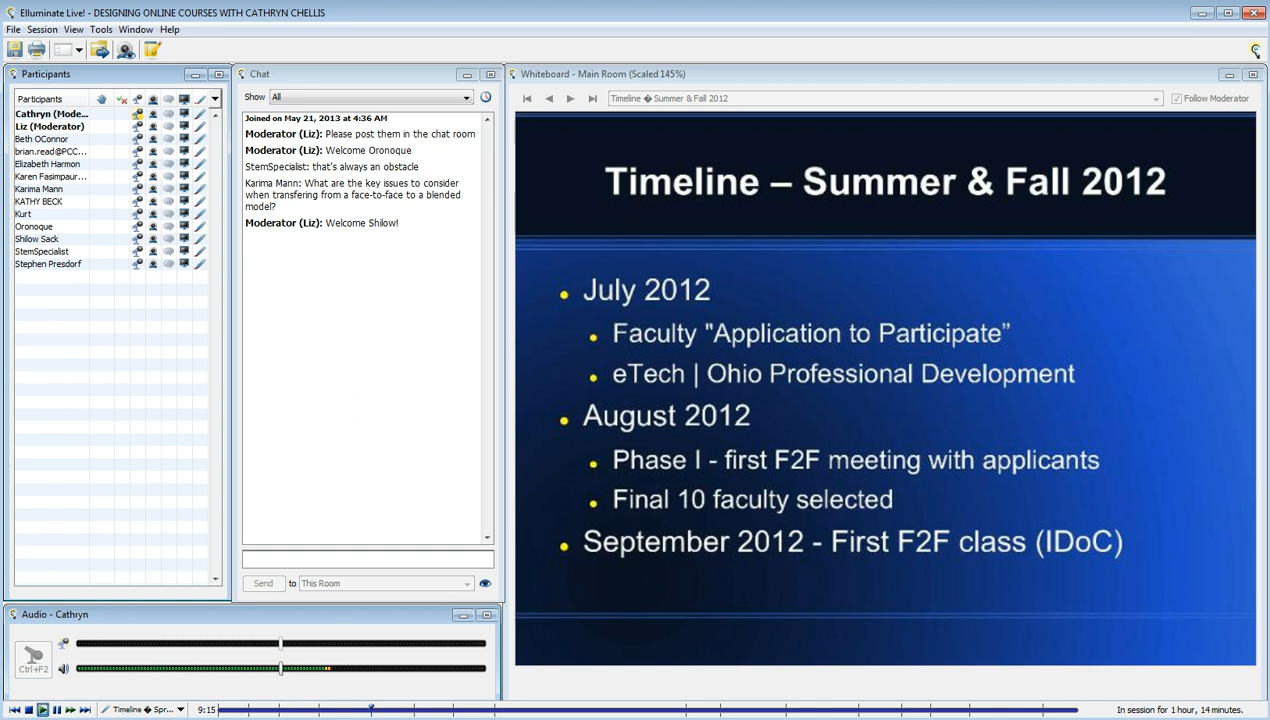 Elluminate Live! - DESIGNING ONLINE COURSES WITH CATHRYN CHELLIS
File Session View Tools Window Help
Participants
Participants
Cathryn (Mode...
Liz (Moderator)
Beth OConnor
brian.read@PCC...
Elizabeth Harmon
Karen Fasimpaur...
Karima Mann
KATHY BECK
Kurt
Oronoque
Shilow Sack
StemSpecialist
Stephen Presdorf
Chat
Show All
Joined on May 21, 2013 at 4:36 AM
Moderator (Liz): Please post them in the chat room
Moderator (Liz): Welcome Oronoque
StemSpecialist: that's always an obstacle
Karima Mann: What are the key issues to consider
when transfering from a face-to-face to a blended
model?
Moderator (Liz): Welcome Shilow!
Send to This Room
Audio - Cathryn
Ctrl+F2
Whiteboard - Main Room (Scaled 145%)
Timeline � Summer & Fall 2012
Follow Moderator
Timeline – Summer & Fall 2012
• July 2012
• Faculty "Application to Participate”
• eTech | Ohio Professional Development
• August 2012
• Phase I - first F2F meeting with applicants
• Final 10 faculty selected
• September 2012 - First F2F class (IDoC)
Timeline � Spr...
9:15
In session for 1 hour, 14 minutes.